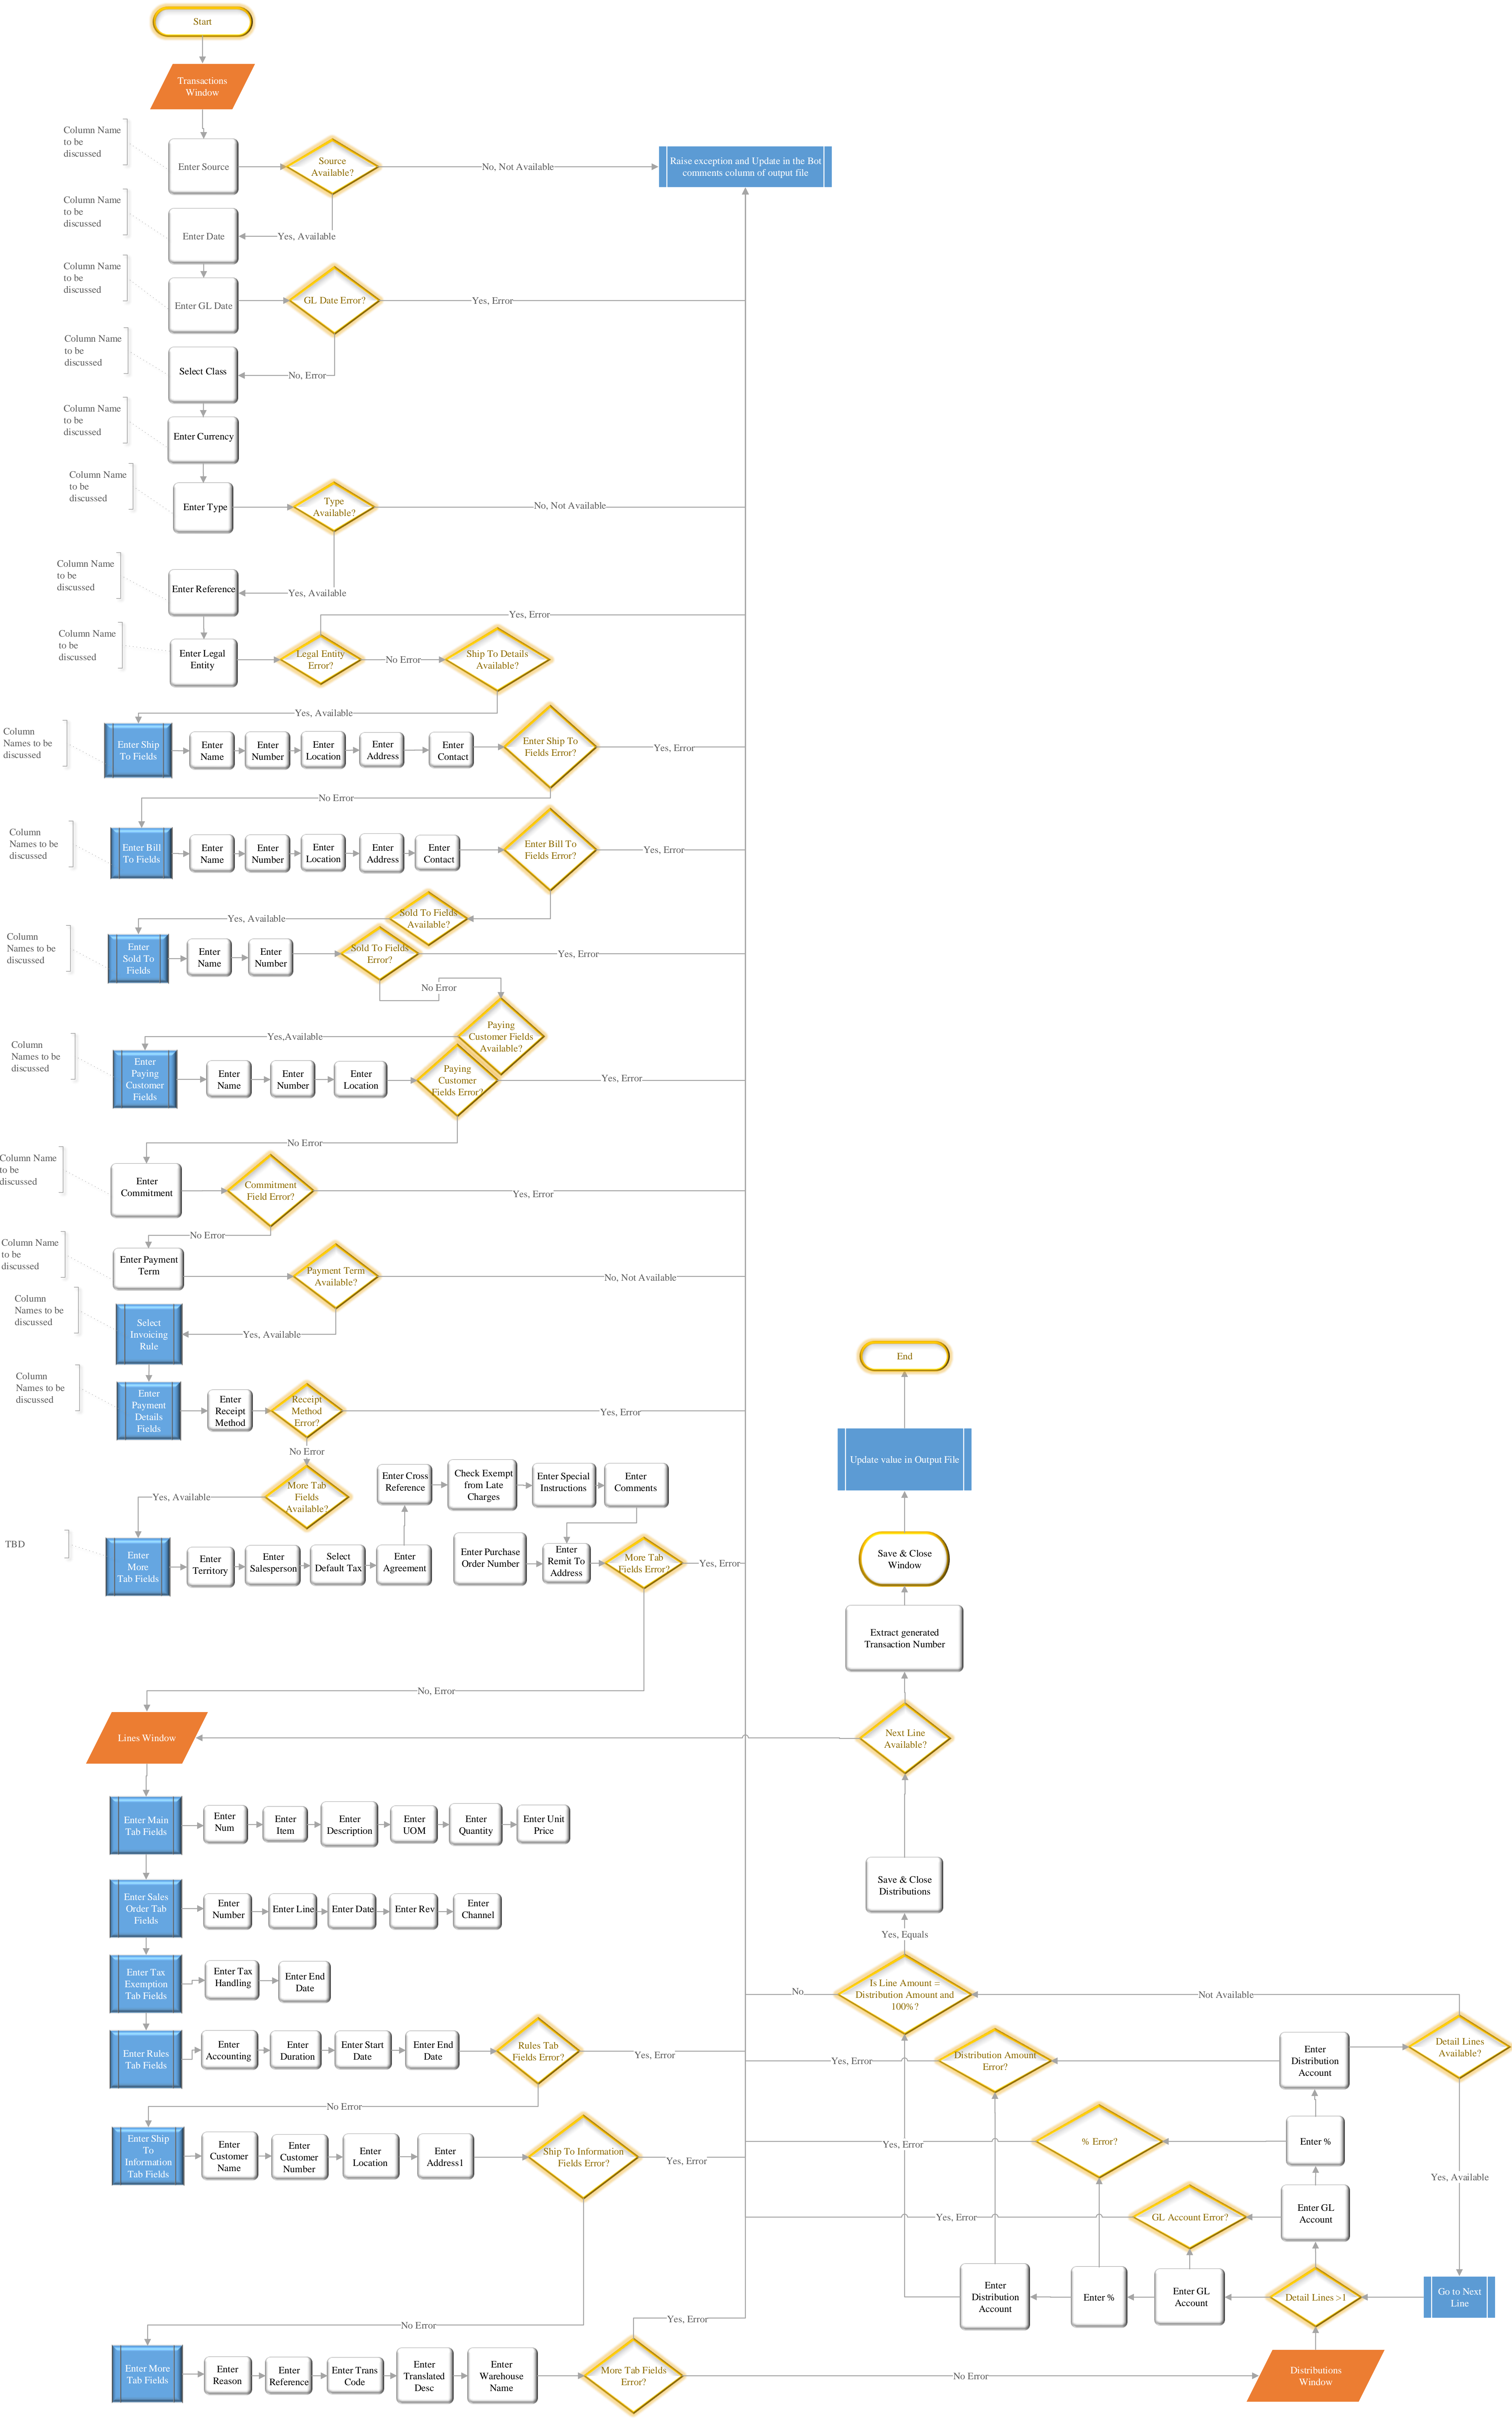 Start
Transactions
Window
Column Name
to be
discussed
Enter Source
Source
Available?
No, Not Available
Raise exception and Update in the Bot
comments column of output file
Column Name
to be
discussed
Enter Date
Yes, Available
Column Name
to be
discussed
Enter GL Date
GL Date Error?
Yes, Error
Column Name
to be
discussed
Select Class
No, Error
Column Name
to be
discussed
Enter Currency
Column Name
to be
discussed
Enter Type
Type
Available?
No, Not Available
Column Name
to be
discussed
Enter Reference
Yes, Available
Column Name
to be
discussed
Enter Legal
Entity
Legal Entity
Error?
Yes, Error
No Error
Ship To Details
Available?
Yes, Available
Column
Names to be
discussed
Enter Ship
To Fields
Enter
Name
Enter
Number
Enter
Location
Enter
Address
Enter
Contact
Enter Ship To
Fields Error?
Yes, Error
No Error
Column
Names to be
discussed
Enter Bill
To Fields
Enter
Name
Enter
Number
Enter
Location
Enter
Address
Enter
Contact
Enter Bill To
Fields Error?
Yes, Error
Sold To Fields
Available?
Yes, Available
Column
Names to be
discussed
Enter
Sold To
Fields
Enter
Name
Enter
Number
Sold To Fields
Error?
Yes, Error
No Error
Paying
Customer Fields
Available?
Yes,Available
Column
Names to be
discussed
Enter
Paying
Customer
Fields
Enter
Name
Enter
Number
Enter
Location
Paying
Customer
Fields Error?
Yes, Error
No Error
Column Name
to be
discussed
Enter
Commitment
Commitment
Field Error?
Yes, Error
No Error
Column Name
to be
discussed
Enter Payment
Term
Payment Term
Available?
No, Not Available
Column
Names to be
discussed
Select
Invoicing
Rule
Yes, Available
Column
Names to be
discussed
Enter
Payment
Details
Fields
Enter
Receipt
Method
Receipt
Method
Error?
Yes, Error
No Error
More Tab
Fields
Available?
Yes, Available
Enter Cross
Reference
Check Exempt
from Late
Charges
Enter Special
Instructions
Enter
Comments
TBD
Enter
More
Tab Fields
Enter
Territory
Enter
Salesperson
Select
Default Tax
Enter
Agreement
Enter Purchase
Order Number
Enter
Remit To
Address
More Tab
Fields Error?
Yes, Error
No, Error
End
Update value in Output File
Save & Close
Window
Extract generated
Transaction Number
Next Line
Available?
Lines Window
Enter Main
Tab Fields
Enter
Num
Enter
Item
Enter
Description
Enter
UOM
Enter
Quantity
Enter Unit
Price
Save & Close
Distributions
Enter Sales
Order Tab
Fields
Enter
Number
Enter Line
Enter Date
Enter Rev
Enter
Channel
Yes, Equals
Enter Tax
Exemption
Tab Fields
Enter Tax
Handling
Enter End
Date
No
Is Line Amount =
Distribution Amount and
100%?
Not Available
Enter Rules
Tab Fields
Enter
Accounting
Enter
Duration
Enter Start
Date
Enter End
Date
Rules Tab
Fields Error?
Yes, Error
No Error
Yes, Error
Distribution Amount
Error?
Enter
Distribution
Account
Detail Lines
Available?
Enter Ship
To
Information
Tab Fields
Enter
Customer
Name
Enter
Customer
Number
Enter
Location
Enter
Address1
Ship To Information
Fields Error?
Yes, Error
Yes, Error
% Error?
Enter %
Yes, Available
Yes, Error
GL Account Error?
Enter GL
Account
Enter
Distribution
Account
Enter %
Enter GL
Account
Detail Lines >1
Go to Next
Line
No Error
Yes, Error
Enter More
Tab Fields
Enter
Reason
Enter
Reference
Enter Trans
Code
Enter
Translated
Desc
Enter
Warehouse
Name
More Tab Fields
Error?
No Error
Distributions
Window